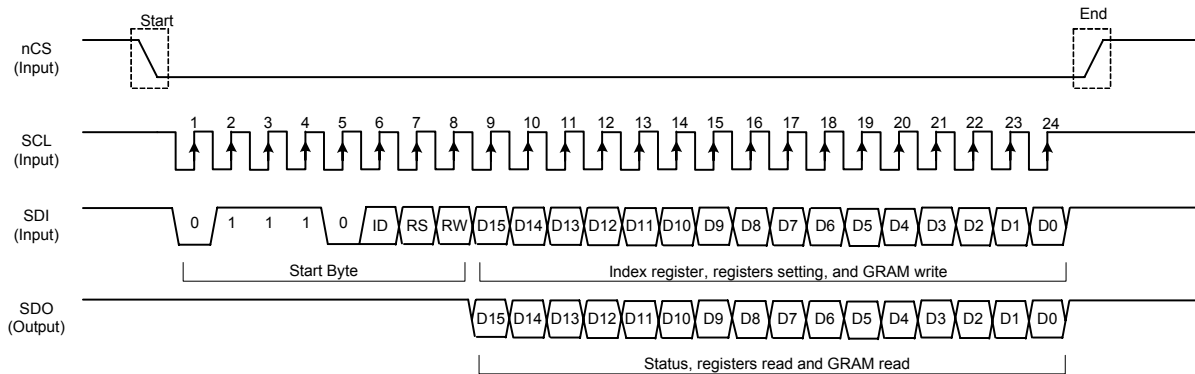 Start End
nCS
(Input)
1 2 3 4 5 6 7 8 9 10 11 12 13 14 15 16 17 18 19 20 21 22 23 24
SCL
(Input)
SDI
(Input)
0 1 1 1 0 ID RS RW D15 D14 D13 D12 D11 D10 D9 D8 D7 D6 D5 D4 D3 D2 D1 D0
Start Byte Index register, registers setting, and GRAM write
SDO
(Output)
D15 D14 D13 D12 D11 D10 D9 D8 D7 D6 D5 D4 D3 D2 D1 D0
Status, registers read and GRAM read